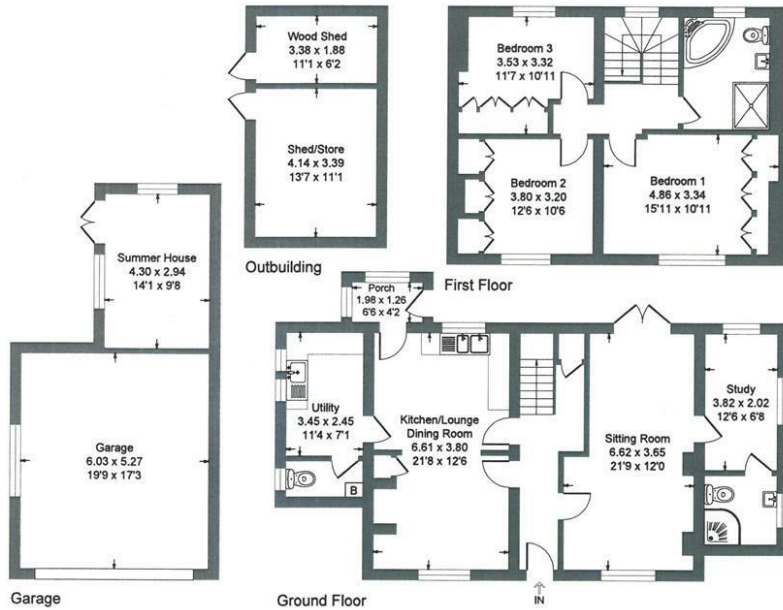 Wood Shed
3.38 x 1.88
11'1 x 6'2
Shed/Store
4.14 x 3.39
13'7 x 11'1
Outbuilding
Bedroom 3
3.53 x 3.32
11'7 x 10'11
Bedroom 2
3.80 x 3.20
12'6 x 10'6
Bedroom 1
4.86 x 3.34
15'11 x 10'11
First Floor
Summer House
4.30 x 2.94
14'1 x 9'8
Garage
6.03 x 5.27
19'9 x 17'3
Garage
Porch
1.98 x 1.26
6'6 x 4'2
Utility
3.45 x 2.45
11'4 x 7'1
B
Kitchen/Lounge
Dining Room
6.61 x 3.80
21'8 x 12'6
Sitting Room
6.62 x 3.65
21'9 x 12'0
Study
3.82 x 2.02
12'6 x 6'8
IN
Ground Floor